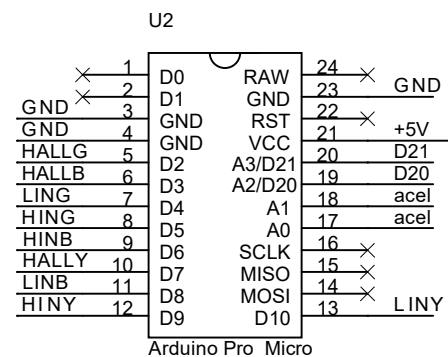 U2
1 D0 RAW 24
2 D1 GND 23 GND
GND 3 GND RST 22
GND 4 GND VCC 21 +5V
HALLG 5 D2 A3/D21 20 D21
HALLB 6 D3 A2/D20 19 D20
LING 7 D4 A1 18 acel
HING 8 D5 A0 17 acel
HINB 9 D6 SCLK 16
HALLY 10 D7 MISO 15
LINB 11 D8 MOSI 14
HINY 12 D9 D10 13 LINY
Arduino Pro Micro